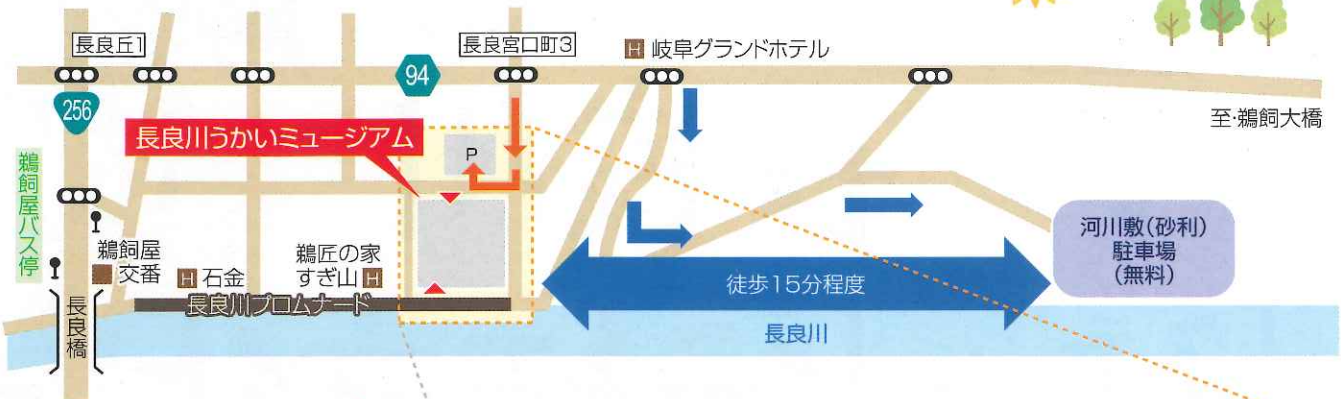 長良丘1
長良宮口町3
H 岐阜グランドホテル
94
256
至・鵜飼大橋
長良川うかいミュージアム
P
鵜飼屋バス停
鵜飼屋
交番
H 石金
鵜匠の家
すぎ山 H
長良川プロムナード
長良橋
徒歩15分程度
長良川
河川敷(砂利)
駐車場
(無料)